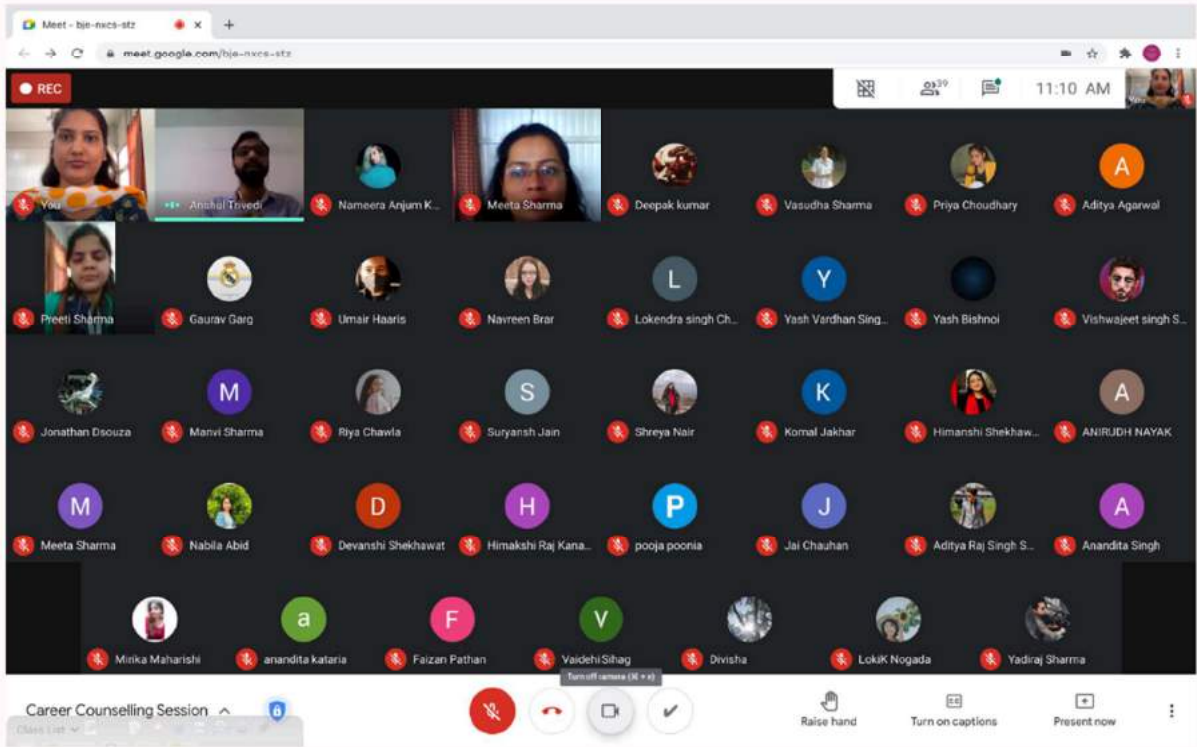 Meet - bje-nxcs-stz
meet.google.com/bje-nxcs-stz
REC
39
11:10 AM
You
You
Anshul Trivedi
Nameera Anjum K...
Meeta Sharma
Deepak kumar
Vasudha Sharma
Priya Choudhary
A
Aditya Agarwal
Preeti Sharma
Gaurav Garg
Umair Haaris
Navreen Brar
L
Lokendra singh Ch...
Y
Yash Vardhan Sing...
Yash Bishnoi
Vishwajeet singh S...
Jonathan Dsouza
M
Manvi Sharma
Riya Chawla
S
Suryansh Jain
Shreya Nair
K
Komal Jakhar
Himanshi Shekhaw...
A
ANIRUDH NAYAK
M
Meeta Sharma
Nabila Abid
D
Devanshi Shekhawat
H
Himakshi Raj Kana...
P
pooja poonia
J
Jai Chauhan
Aditya Raj Singh S...
A
Anandita Singh
Mirika Maharishi
a
anandita kataria
F
Faizan Pathan
V
Vaidehi Sihag
Divisha
LokiK Nogada
Yadiraj Sharma
Turn off camera (⌘ + e)
Career Counselling Session
Class List
Raise hand
CC
Turn on captions
Present now